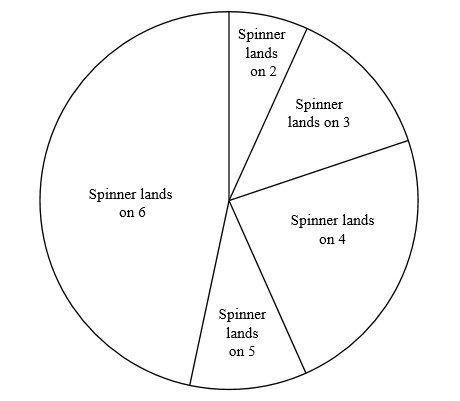 Spinner
lands
on 2
Spinner
lands on 3
Spinner lands
on 4
Spinner
lands
on 5
Spinner lands
on 6